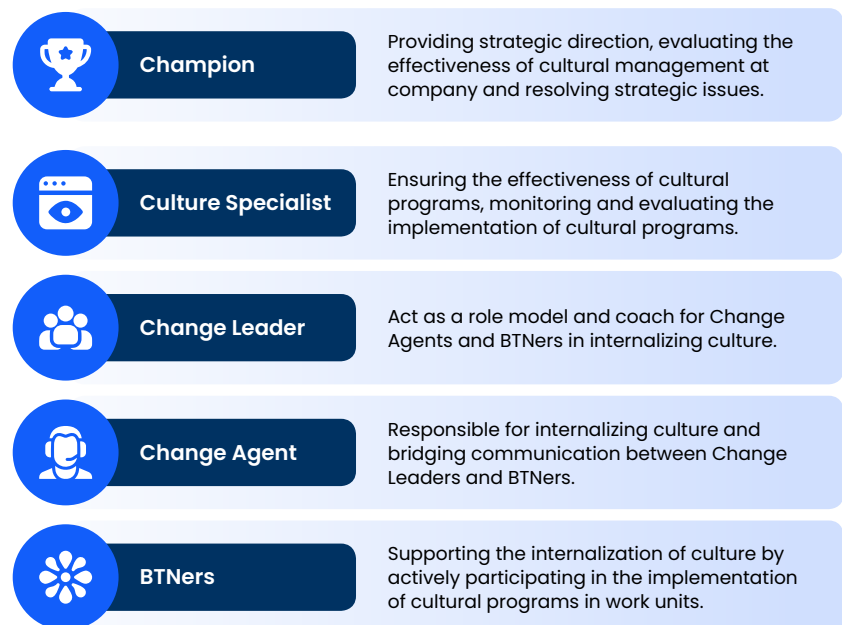 Champion
Providing strategic direction, evaluating the
effectiveness of cultural management at
company and resolving strategic issues.
Culture Specialist
Ensuring the effectiveness of cultural
programs, monitoring and evaluating the
implementation of cultural programs.
Change Leader
Act as a role model and coach for Change
Agents and BTNers in internalizing culture.
Change Agent
Responsible for internalizing culture and
bridging communication between Change
Leaders and BTNers.
BTNers
Supporting the internalization of culture by
actively participating in the implementation
of cultural programs in work units.